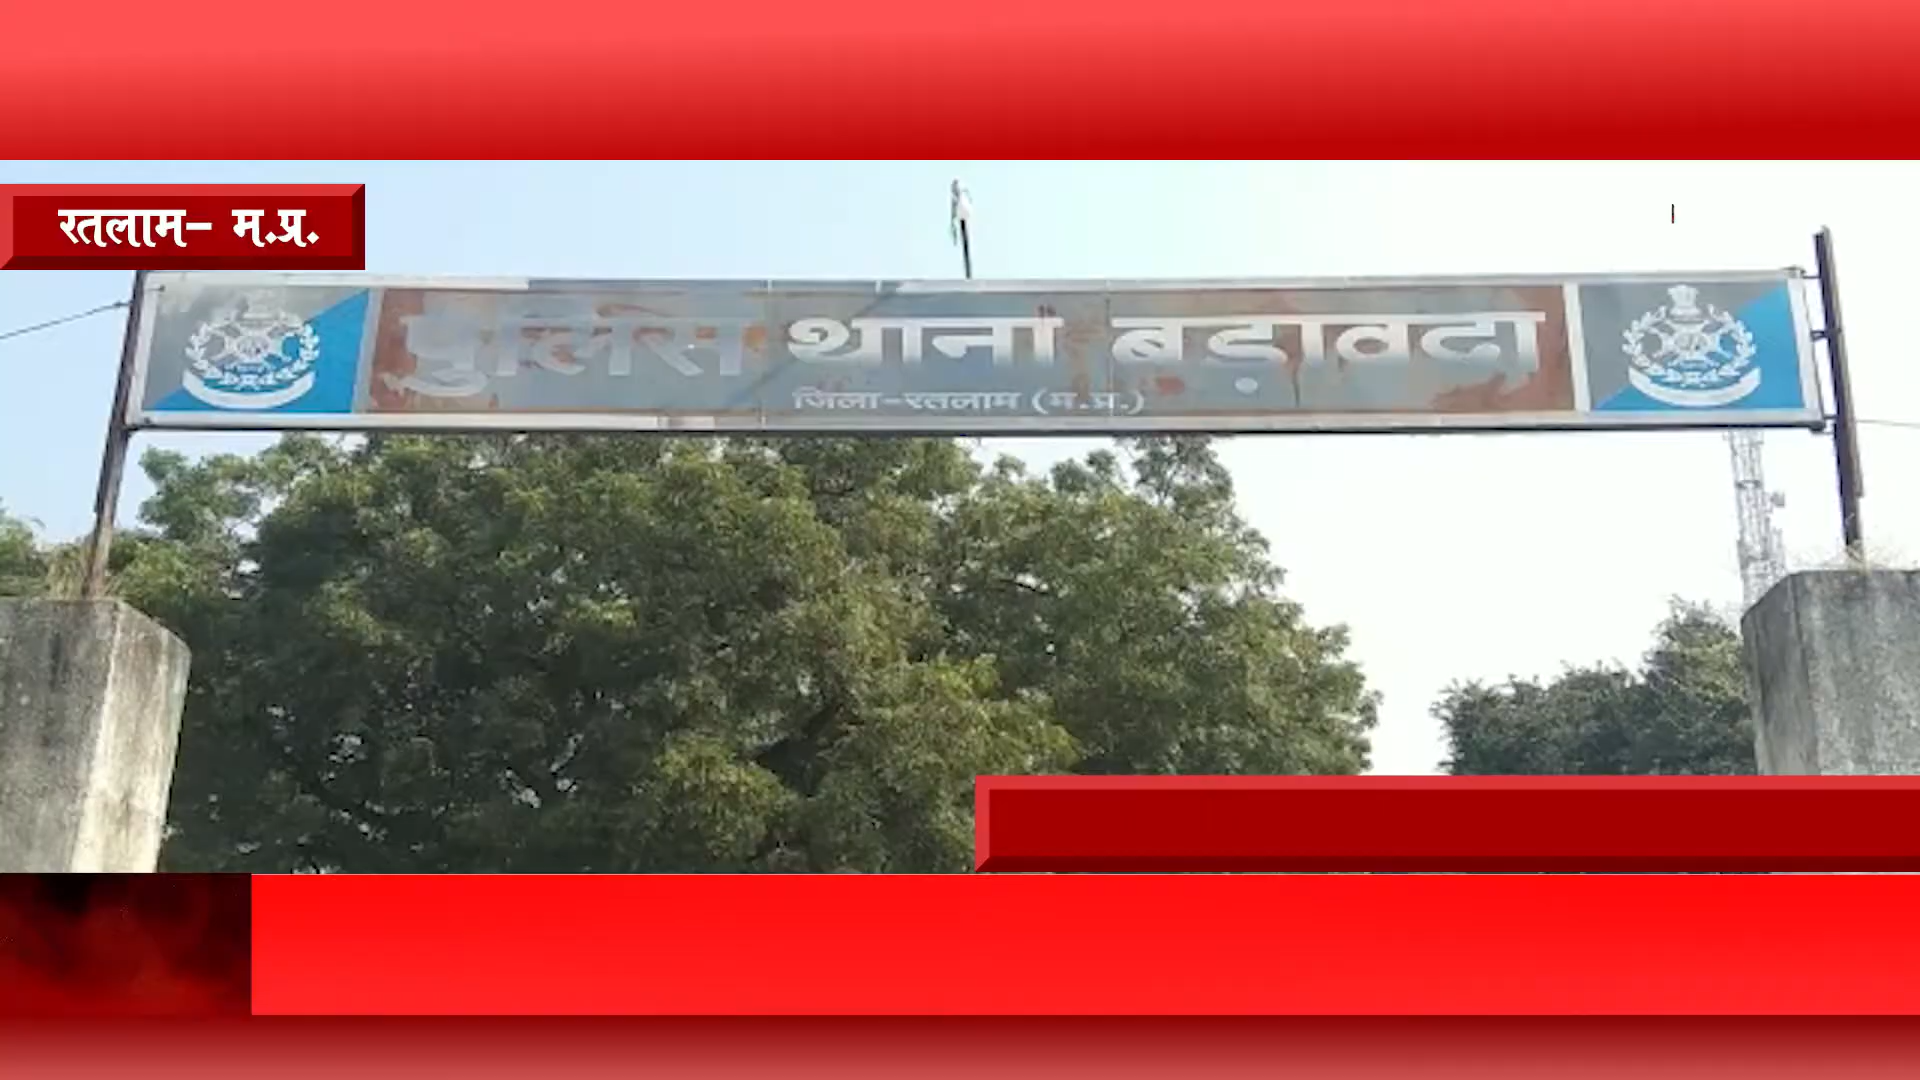 रतलाम- म.प्र.
पुलिस थाना बड़ावदा
जिला-रतलाम (म.प्र.)